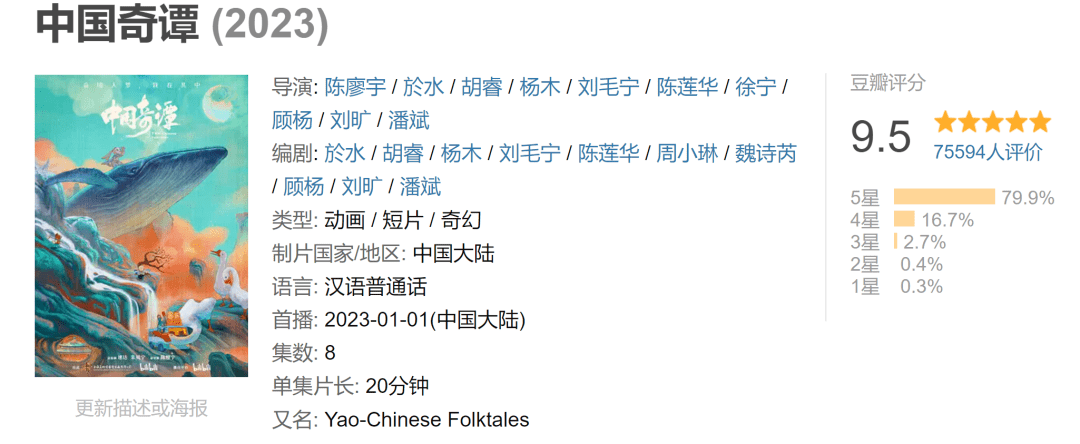 中国奇谭 (2023)
中国奇谭
导演: 陈廖宇 / 於水 / 胡睿 / 杨木 / 刘毛宁 / 陈莲华 / 徐宁 /
顾杨 / 刘旷 / 潘斌
编剧: 於水 / 胡睿 / 杨木 / 刘毛宁 / 陈莲华 / 周小琳 / 魏诗芮
/ 顾杨 / 刘旷 / 潘斌
类型: 动画 / 短片 / 奇幻
制片国家/地区: 中国大陆
语言: 汉语普通话
首播: 2023-01-01(中国大陆)
集数: 8
单集片长: 20分钟
又名: Yao-Chinese Folktales
更新描述或海报
豆瓣评分
9.5
75594人评价
5星 79.9%
4星 16.7%
3星 2.7%
2星 0.4%
1星 0.3%